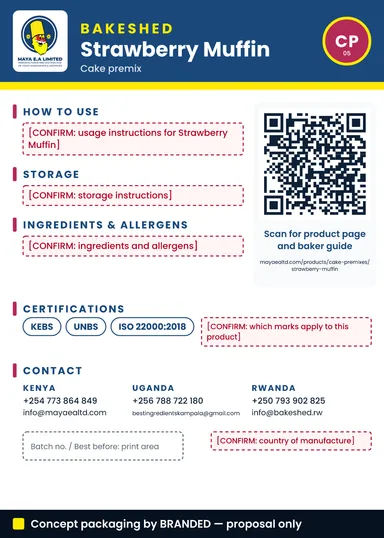 MAYA E.A LIMITED
BAKESHED
Strawberry Muffin
Cake premix
CP
05
HOW TO USE
[CONFIRM: usage instructions for Strawberry
Muffin]
STORAGE
[CONFIRM: storage instructions]
INGREDIENTS & ALLERGENS
[CONFIRM: ingredients and allergens]
Scan for product page
and baker guide
mayaealtd.com/products/cake-premixes/
strawberry-muffin
CERTIFICATIONS
KEBS
UNBS
ISO 22000:2018
[CONFIRM: which marks apply to this
product]
CONTACT
KENYA
+254 773 864 849
info@mayaealtd.com
UGANDA
+256 788 722 180
bestingredientskampala@gmail.com
RWANDA
+250 793 902 825
info@bakeshed.rw
Batch no. / Best before: print area
[CONFIRM: country of manufacture]
Concept packaging by BRANDED — proposal only